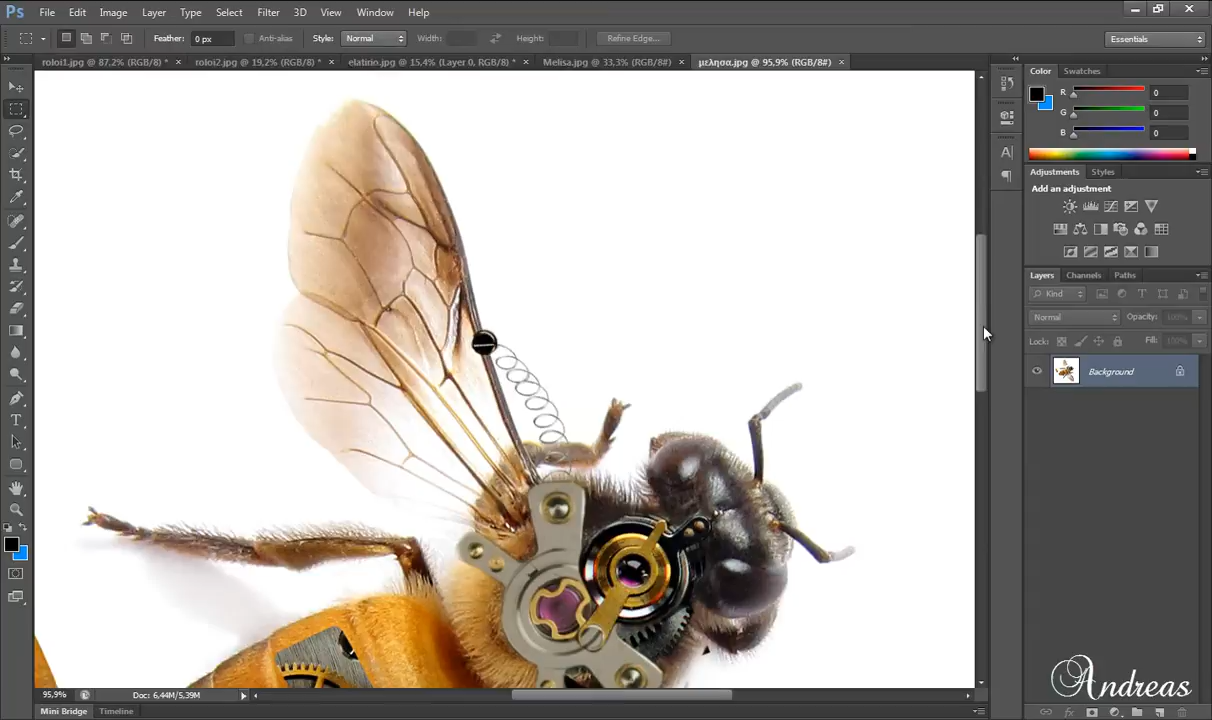 Ps File Edit Image Layer Type Select Filter 3D View Window Help
Feather: 0 px Anti-alias Style: Normal Width: Height: Refine Edge... Essentials
roloi1.jpg @ 87,2% (RGB/8) * × roloi2.jpg @ 19,2% (RGB/8) * × elatirio.jpg @ 15,4% (Layer 0, RGB/8) * × Melisa.jpg @ 33,3% (RGB/8#) × μελησα.jpg @ 95,9% (RGB/8#) ×
Color Swatches
R 0
G 0
B 0
Adjustments Styles
Add an adjustment
Layers Channels Paths
Kind
Normal Opacity: 100%
Lock: Fill: 100%
Background
Andreas
95,9% Doc: 6,44M/5,39M
Mini Bridge Timeline